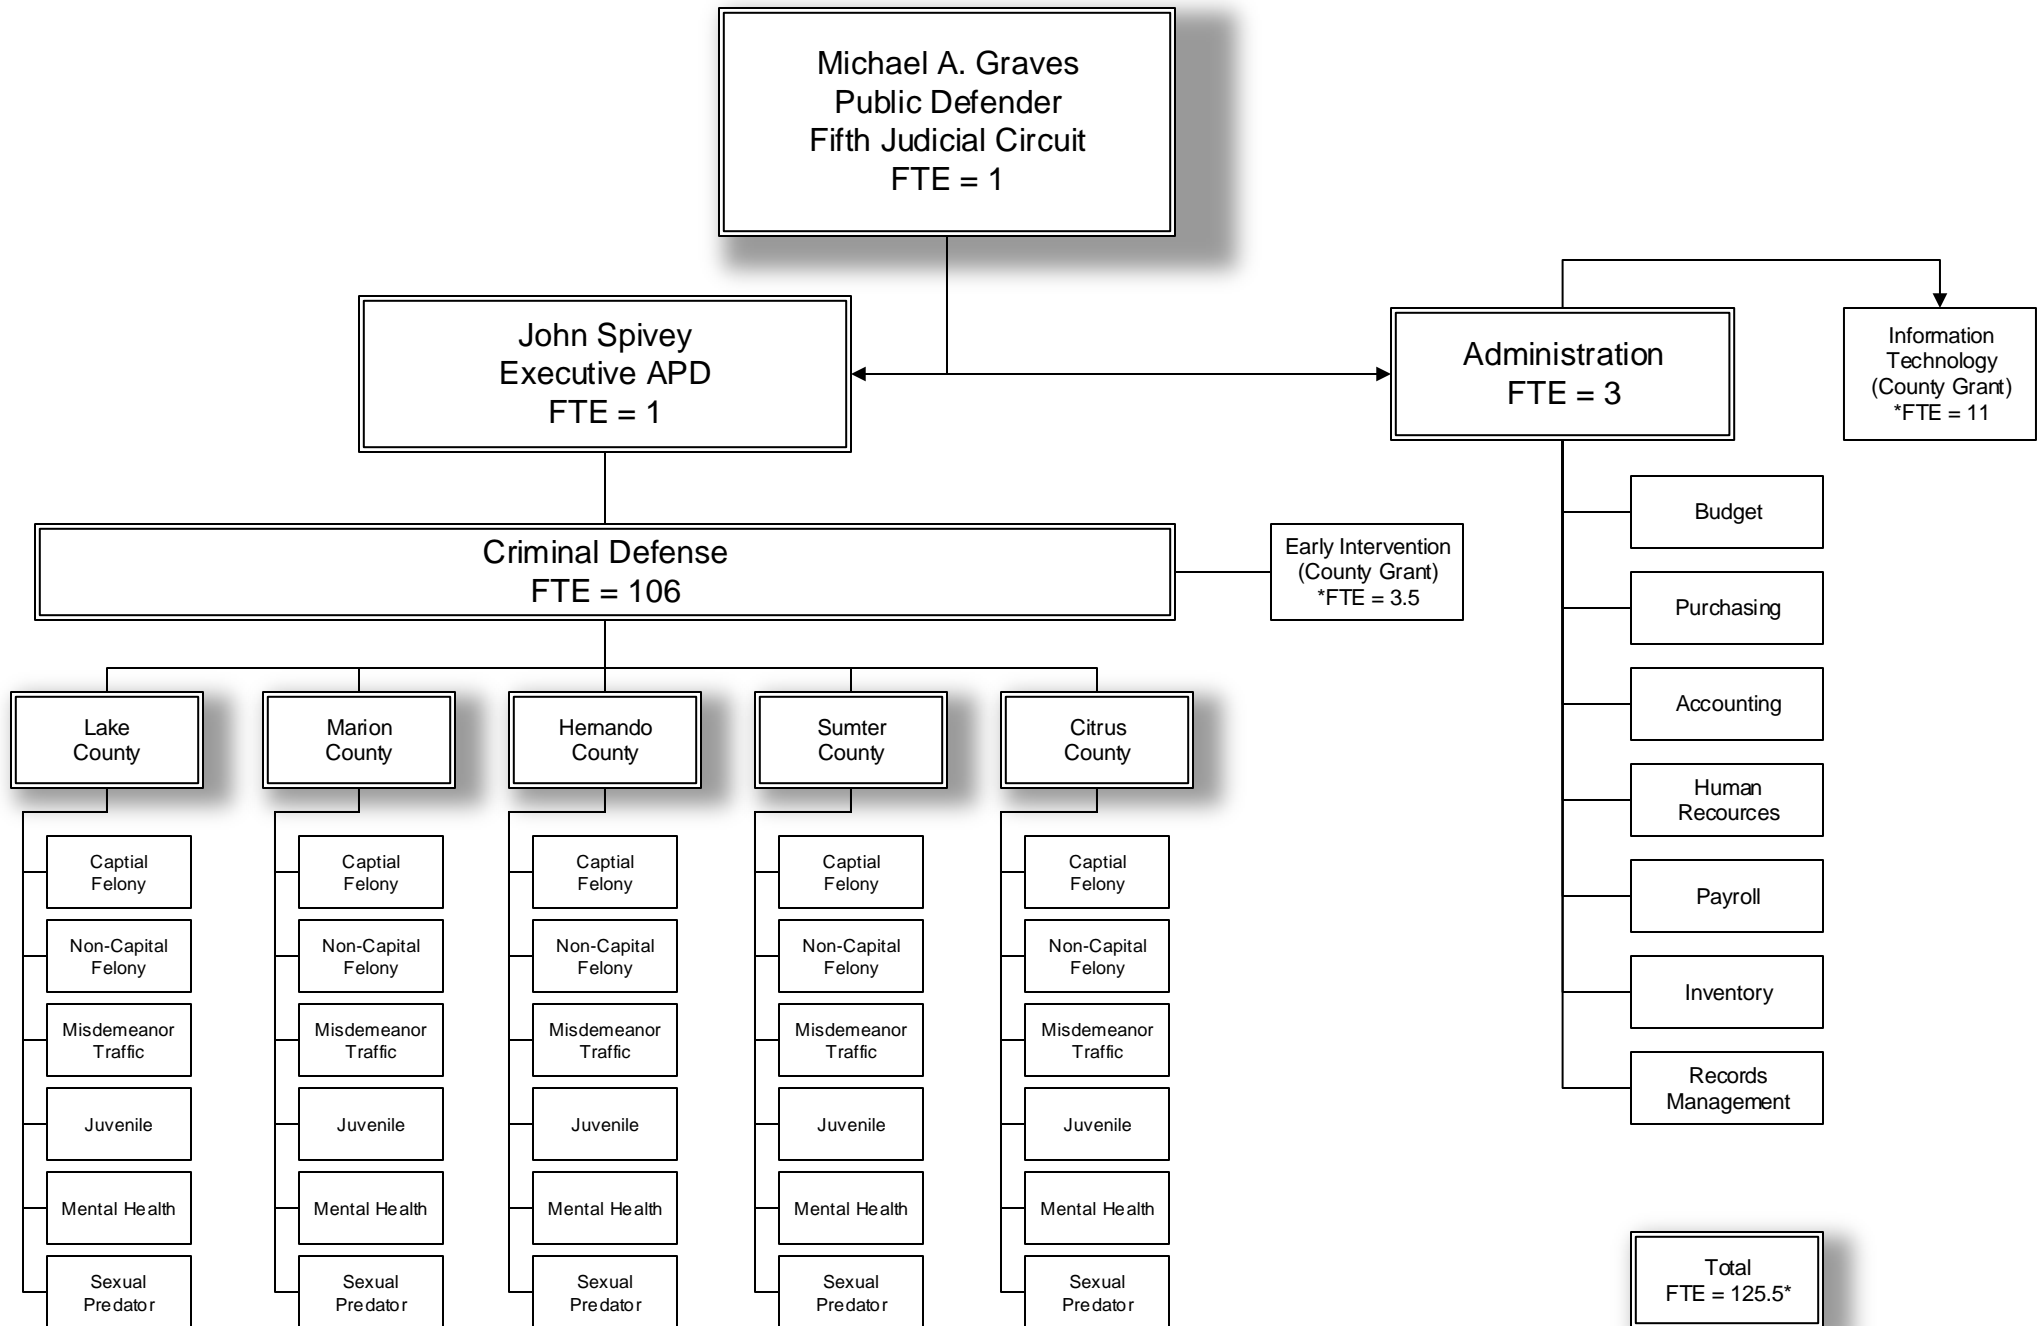 Michael A. Graves
Public Defender
Fifth Judicial Circuit
FTE = 1
John Spivey
Executive APD
FTE = 1
Administration
FTE = 3
Information
Technology
(County Grant)
*FTE = 11
Criminal Defense
FTE = 106
Early Intervention
(County Grant)
*FTE = 3.5
Budget
Purchasing
Accounting
Human
Recources
Payroll
Inventory
Records
Management
Lake
County
Captial
Felony
Non-Capital
Felony
Misdemeanor
Traffic
Juvenile
Mental Health
Sexual
Predator
Marion
County
Captial
Felony
Non-Capital
Felony
Misdemeanor
Traffic
Juvenile
Mental Health
Sexual
Predator
Hernando
County
Captial
Felony
Non-Capital
Felony
Misdemeanor
Traffic
Juvenile
Mental Health
Sexual
Predator
Sumter
County
Captial
Felony
Non-Capital
Felony
Misdemeanor
Traffic
Juvenile
Mental Health
Sexual
Predator
Citrus
County
Captial
Felony
Non-Capital
Felony
Misdemeanor
Traffic
Juvenile
Mental Health
Sexual
Predator
Total
FTE = 125.5*